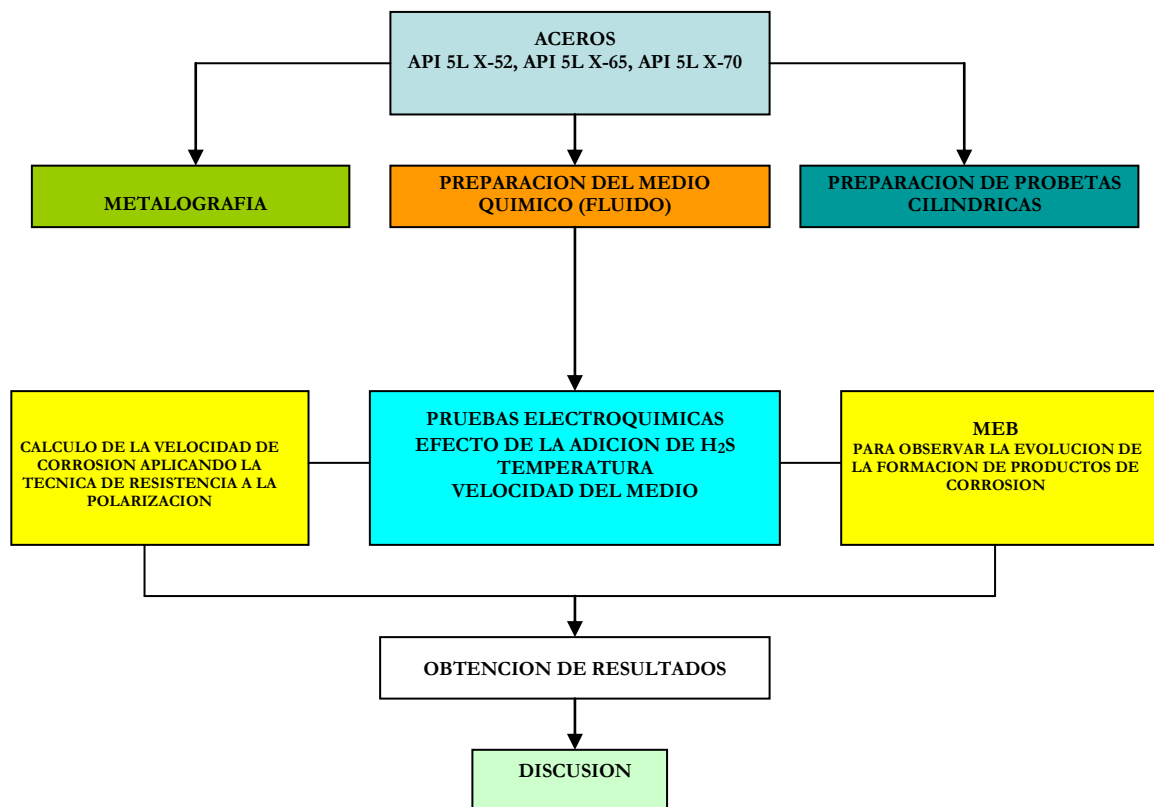 ACEROS
API 5L X-52, API 5L X-65, API 5L X-70
METALOGRAFIA
PREPARACION DEL MEDIO
QUIMICO (FLUIDO)
PREPARACION DE PROBETAS
CILINDRICAS
CALCULO DE LA VELOCIDAD DE
CORROSION APLICANDO LA
TECNICA DE RESISTENCIA A LA
POLARIZACION
PRUEBAS ELECTROQUIMICAS
EFECTO DE LA ADICION DE H₂S
TEMPERATURA
VELOCIDAD DEL MEDIO
MEB
PARA OBSERVAR LA EVOLUCION DE
LA FORMACION DE PRODUCTOS DE
CORROSION
OBTENCION DE RESULTADOS
DISCUSION